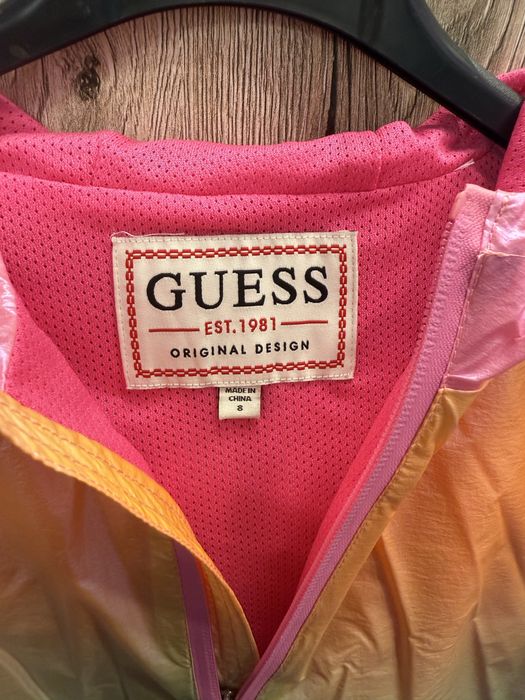 GUESS
EST.1981
ORIGINAL DESIGN
MADE IN
CHINA
8